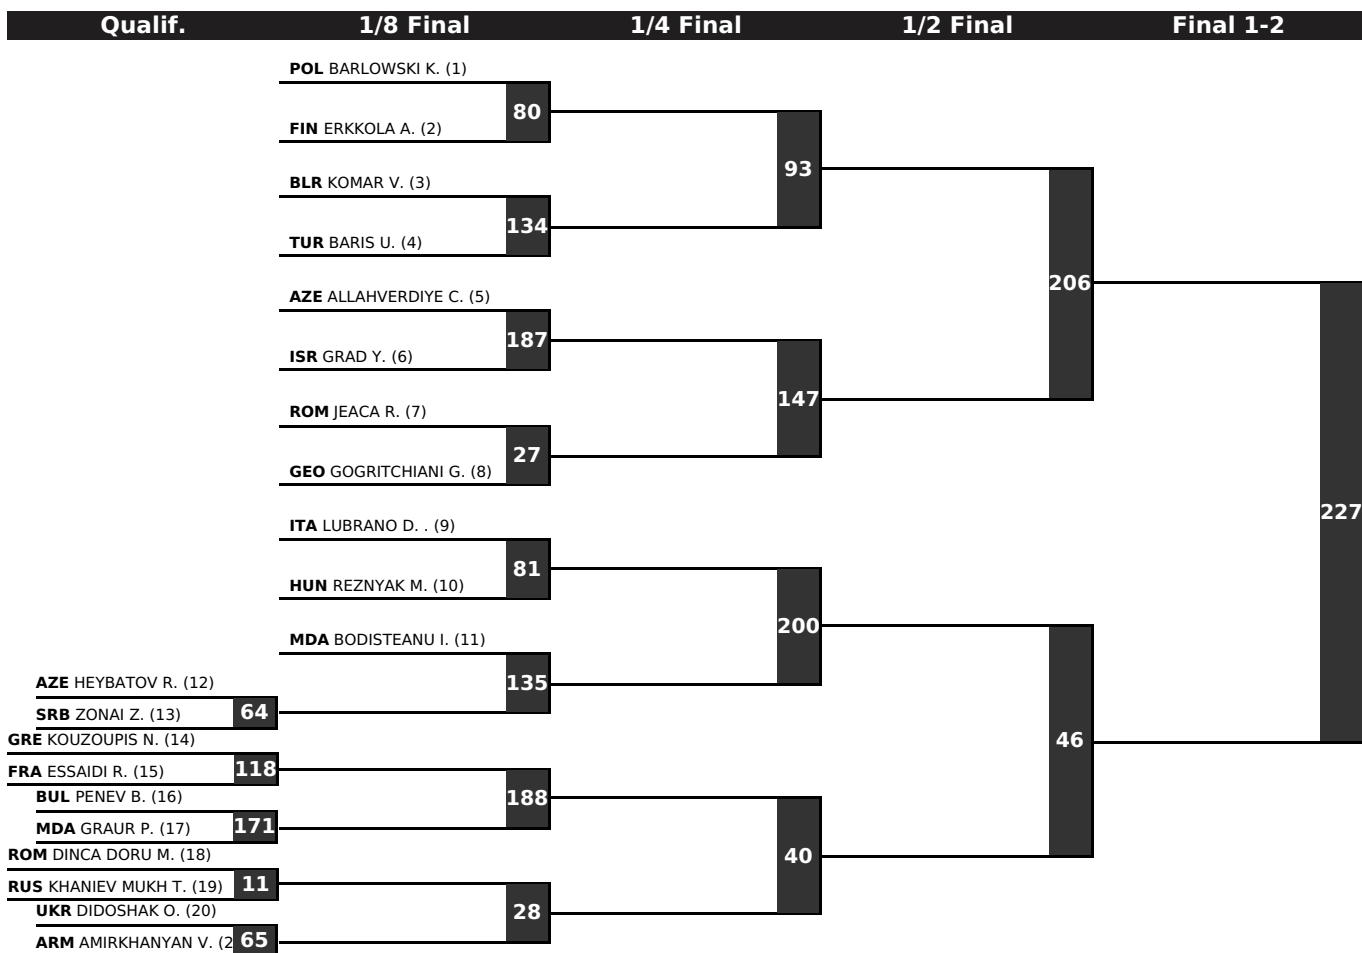 Qualif. 1/8 Final 1/4 Final 1/2 Final Final 1-2
POL BARLOWSKI K. (1)
80
FIN ERKKOLA A. (2)
93
BLR KOMAR V. (3)
134
TUR BARIS U. (4)
206
AZE ALLAHVERDIYE C. (5)
187
ISR GRAD Y. (6)
147
ROM JEACA R. (7)
27
GEO GOGRITCHIANI G. (8)
227
ITA LUBRANO D. . (9)
81
HUN REZNYAK M. (10)
200
MDA BODISTEANU I. (11)
135
AZE HEYBATOV R. (12)
SRB ZONAI Z. (13) 64
GRE KOUZOUPIS N. (14)
46
FRA ESSAIDI R. (15) 118
BUL PENEV B. (16)
188
MDA GRAUR P. (17) 171
ROM DINCA DORU M. (18)
40
RUS KHANIEV MUKH T. (19) 11
UKR DIDOSHAK O. (20)
28
ARM AMIRKHANYAN V. (2 65